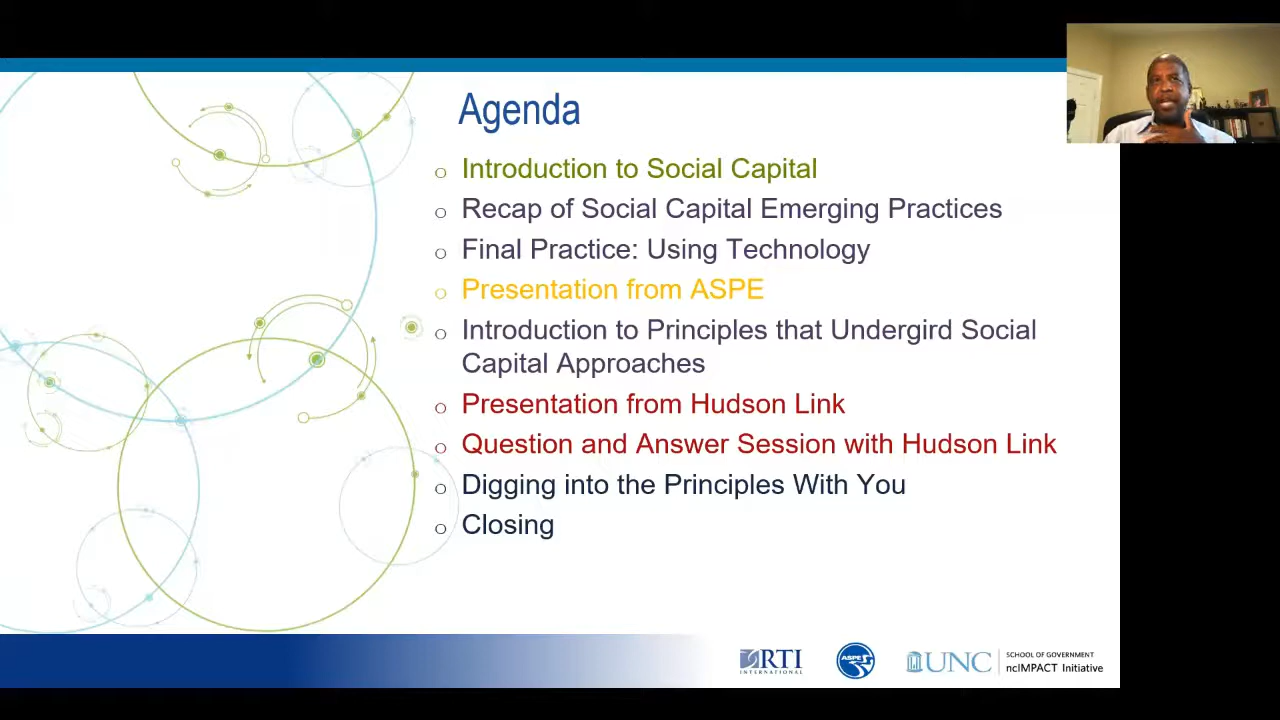 Agenda
o Introduction to Social Capital
o Recap of Social Capital Emerging Practices
o Final Practice: Using Technology
o Presentation from ASPE
o Introduction to Principles that Undergird Social
Capital Approaches
o Presentation from Hudson Link
o Question and Answer Session with Hudson Link
o Digging into the Principles With You
o Closing
RTI
INTERNATIONAL
ASPE
UNC
SCHOOL OF GOVERNMENT
ncIMPACT Initiative